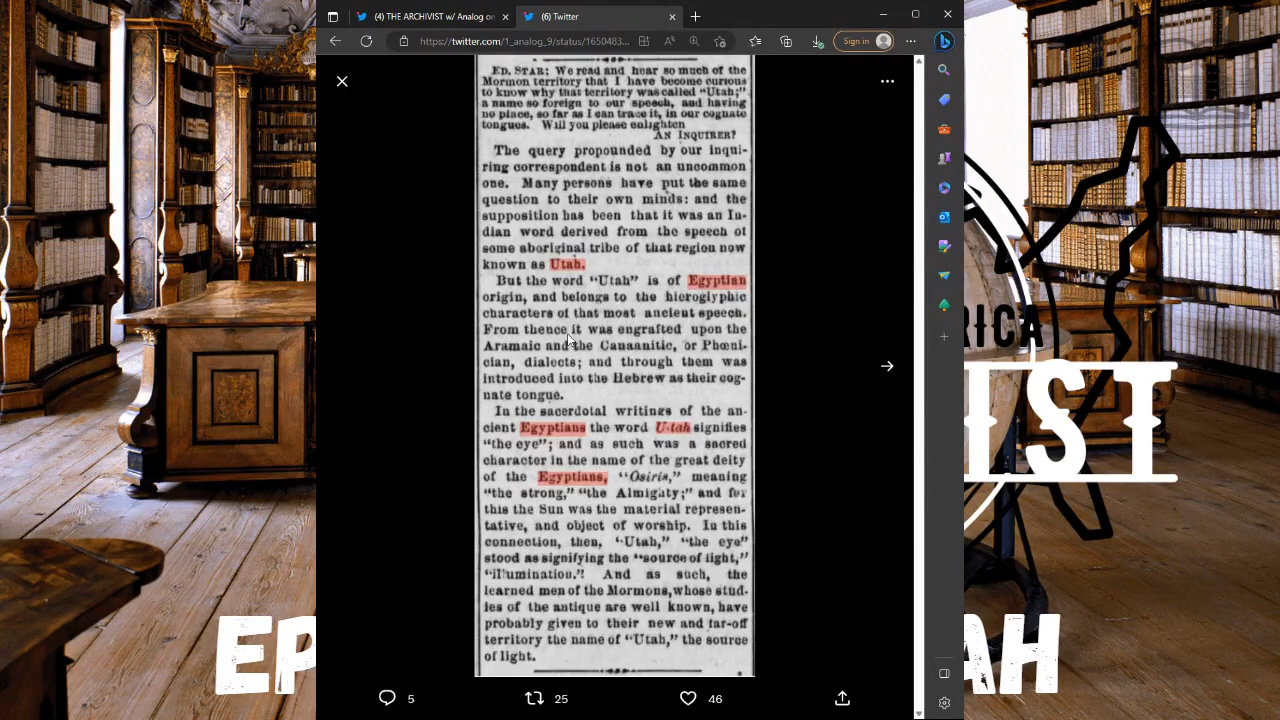 (4) THE ARCHIVIST w/ Analog on
(6) Twitter
https://twitter.com/1_analog_9/status/1650483...
Sign in
ED. STAR: We read and hear so much of the
Mormon territory that I have become curious
to know why that territory was called "Utah;"
a name so foreign to our speech, and having
no place, so far as I can trace it, in our cognate
tongues. Will you please enlighten
AN INQUIRER?
The query propounded by our inqui-
ring correspondent is not an uncommon
one. Many persons have put the same
question to their own minds: and the
supposition has been that it was an In-
dian word derived from the speech of
some aboriginal tribe of that region now
known as Utah.
But the word "Utah" is of Egyptian
origin, and belongs to the hieroglyphic
characters of that most ancient speech.
From thence it was engrafted upon the
Aramaic and the Canaanitic, or Phœni-
cian, dialects; and through them was
introduced into the Hebrew as their cog-
nate tongue.
In the sacerdotal writings of the an-
cient Egyptians the word U-tah signifies
"the eye"; and as such was a sacred
character in the name of the great deity
of the Egyptians, "Osiris," meaning
"the strong," "the Almighty;" and for
this the Sun was the material represen-
tative, and object of worship. In this
connection, then, "Utah," "the eye"
stood as signifying the "source of light,"
"illumination." And as such, the
learned men of the Mormons, whose stud-
ies of the antique are well known, have
probably given to their new and far-off
territory the name of "Utah," the source
of light.
5
25
46
RICA
IST
EP
AH